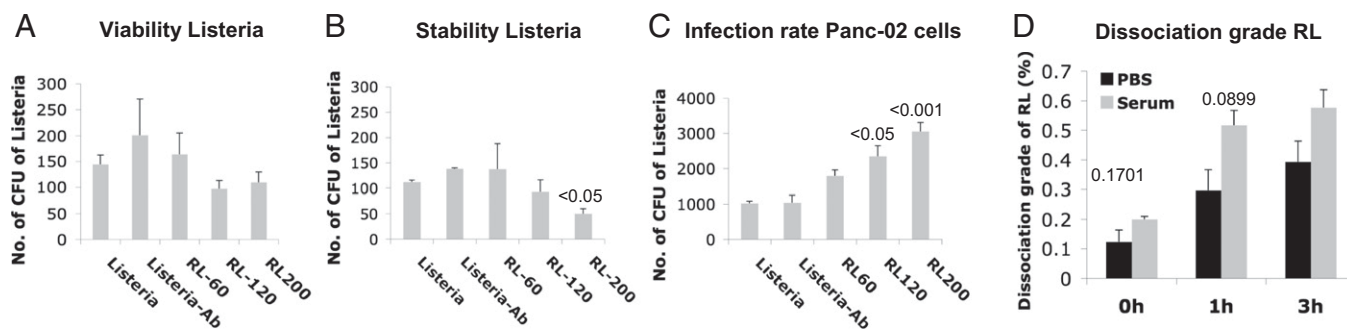 A
Viability Listeria
No. of CFU of Listeria
300
250
200
150
100
50
0
Listeria
Listeria-Ab
RL-60
RL-120
RL200
B
Stability Listeria
No. of CFU of Listeria
300
250
200
150
100
50
0
<0.05
Listeria
Listeria-Ab
RL-60
RL-120
RL-200
C
Infection rate Panc-02 cells
No. of CFU of Listeria
4000
3000
2000
1000
0
<0.05
<0.001
Listeria
Listeria-Ab
RL60
RL120
RL200
D
Dissociation grade RL
Dissociation grade of RL (%)
0.7
0.6
0.5
0.4
0.3
0.2
0.1
0
PBS
Serum
0.1701
0.0899
0h
1h
3h